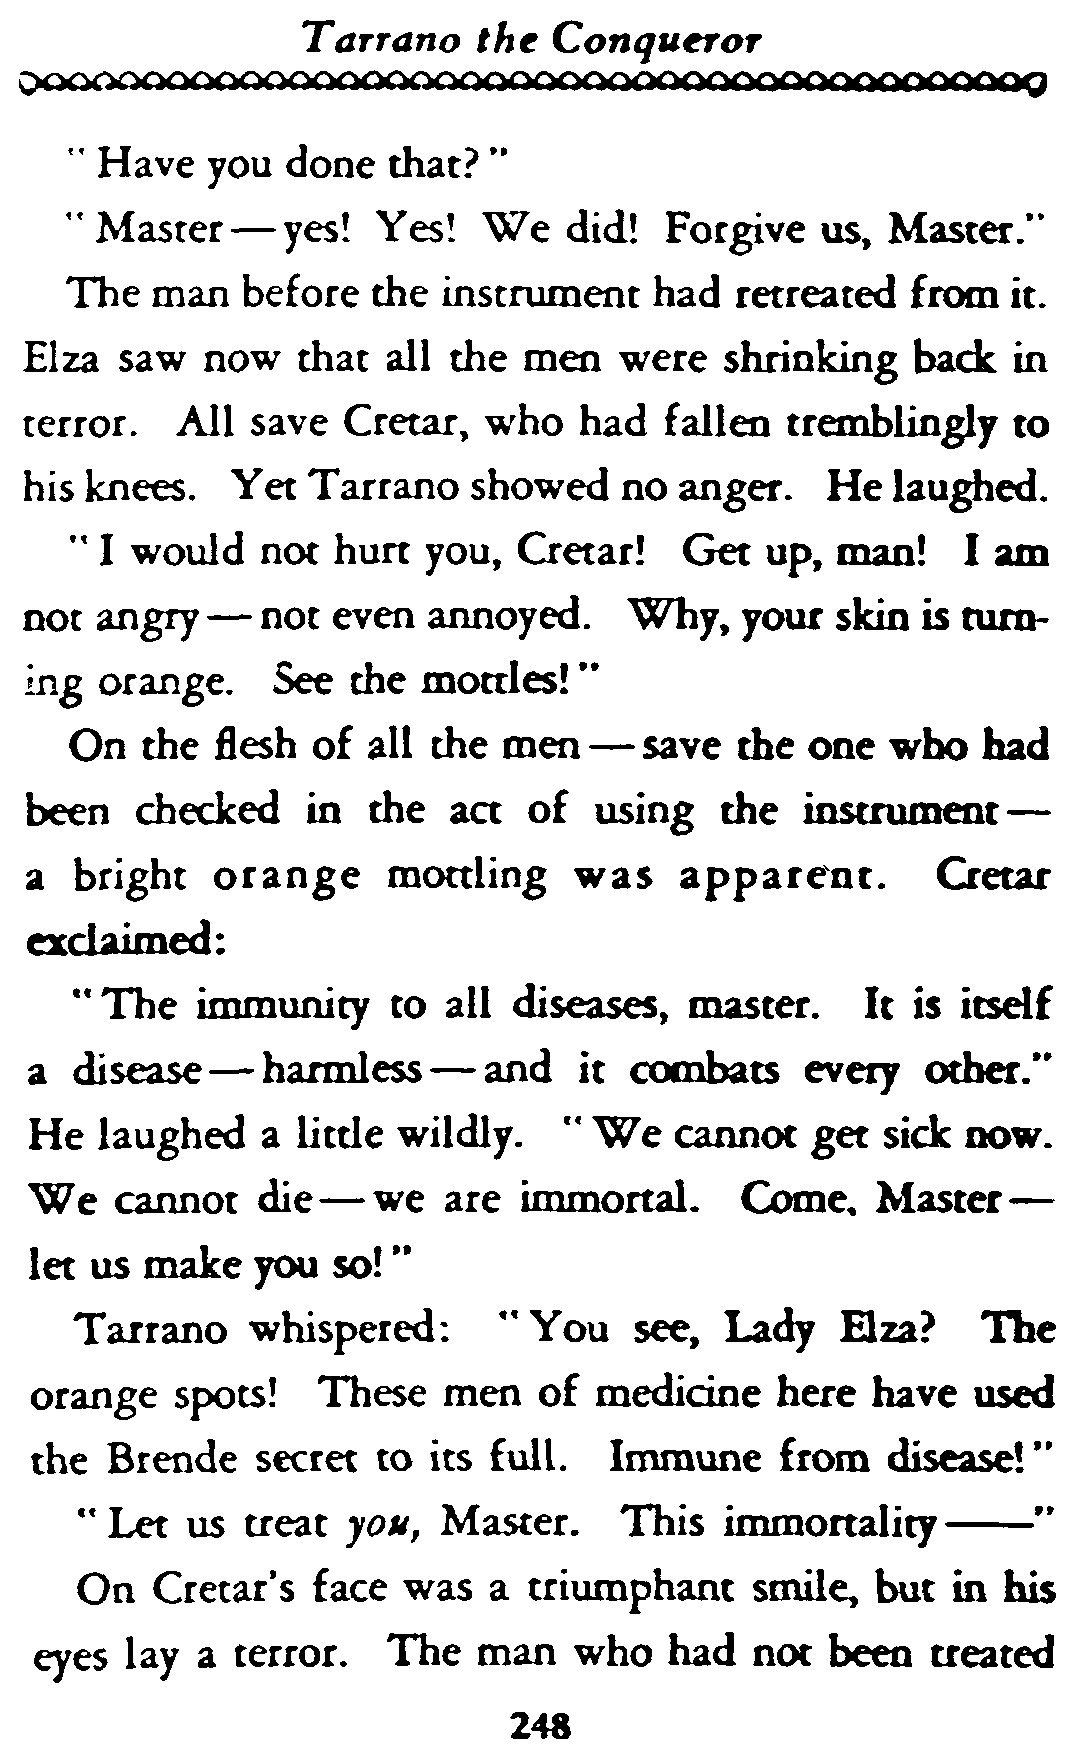 Tarrano the Conqueror
" Have you done that? "
" Master — yes! Yes! We did! Forgive us, Master."
The man before the instrument had retreated from it.
Elza saw now that all the men were shrinking back in
terror. All save Cretar, who had fallen tremblingly to
his knees. Yet Tarrano showed no anger. He laughed.
" I would not hurt you, Cretar! Get up, man! I am
not angry — not even annoyed. Why, your skin is turn-
ing orange. See the mottles! "
On the flesh of all the men — save the one who had
been checked in the act of using the instrument —
a bright orange mottling was apparent. Cretar
exclaimed:
" The immunity to all diseases, master. It is itself
a disease — harmless — and it combats every other."
He laughed a little wildly. " We cannot get sick now.
We cannot die — we are immortal. Come, Master —
let us make you so! "
Tarrano whispered: " You see, Lady Elza? The
orange spots! These men of medicine here have used
the Brende secret to its full. Immune from disease! "
" Let us treat you, Master. This immortality —— "
On Cretar's face was a triumphant smile, but in his
eyes lay a terror. The man who had not been treated
248